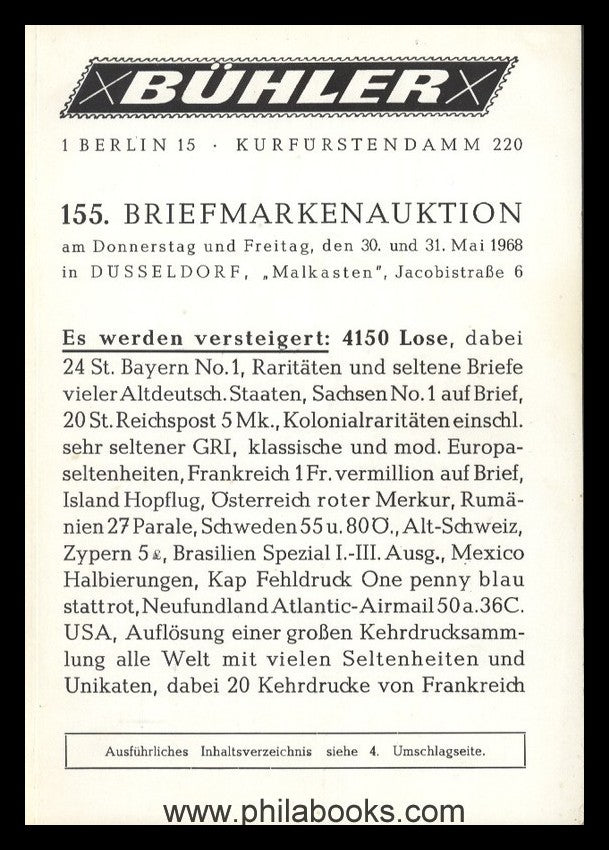 BÜHLER
1 BERLIN 15 · KURFÜRSTENDAMM 220
155. BRIEFMARKENAUKTION
am Donnerstag und Freitag, den 30. und 31. Mai 1968
in DÜSSELDORF, „Malkasten", Jacobistraße 6
Es werden versteigert: 4150 Lose, dabei
24 St. Bayern No. 1, Raritäten und seltene Briefe
vieler Altdeutsch. Staaten, Sachsen No. 1 auf Brief,
20 St. Reichspost 5 Mk., Kolonialraritäten einschl.
sehr seltener GRI, klassische und mod. Europa-
seltenheiten, Frankreich 1 Fr. vermillion auf Brief,
Island Hopflug, Österreich roter Merkur, Rumä-
nien 27 Parale, Schweden 55 u. 80 Ö., Alt-Schweiz,
Zypern 5 £, Brasilien Spezial I.-III. Ausg., Mexico
Halbierungen, Kap Fehldruck One penny blau
statt rot, Neufundland Atlantic-Airmail 50 a. 36 C.
USA, Auflösung einer großen Kehrdrucksamm-
lung alle Welt mit vielen Seltenheiten und
Unikaten, dabei 20 Kehrdrucke von Frankreich
Ausführliches Inhaltsverzeichnis siehe 4. Umschlagseite.
www.philabooks.com